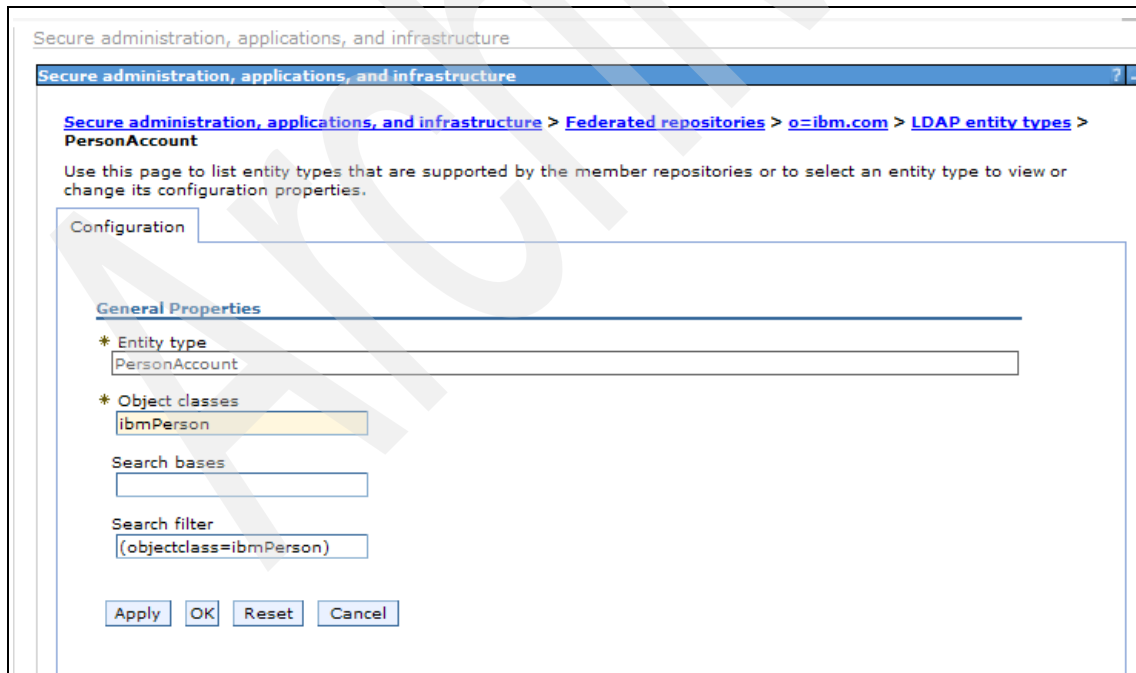 Secure administration, applications, and infrastructure
Secure administration, applications, and infrastructure ? -
Secure administration, applications, and infrastructure > Federated repositories > o=ibm.com > LDAP entity types >
PersonAccount
Use this page to list entity types that are supported by the member repositories or to select an entity type to view or
change its configuration properties.
Configuration
General Properties
* Entity type
PersonAccount
* Object classes
ibmPerson
Search bases
Search filter
(objectclass=ibmPerson)
Apply OK Reset Cancel